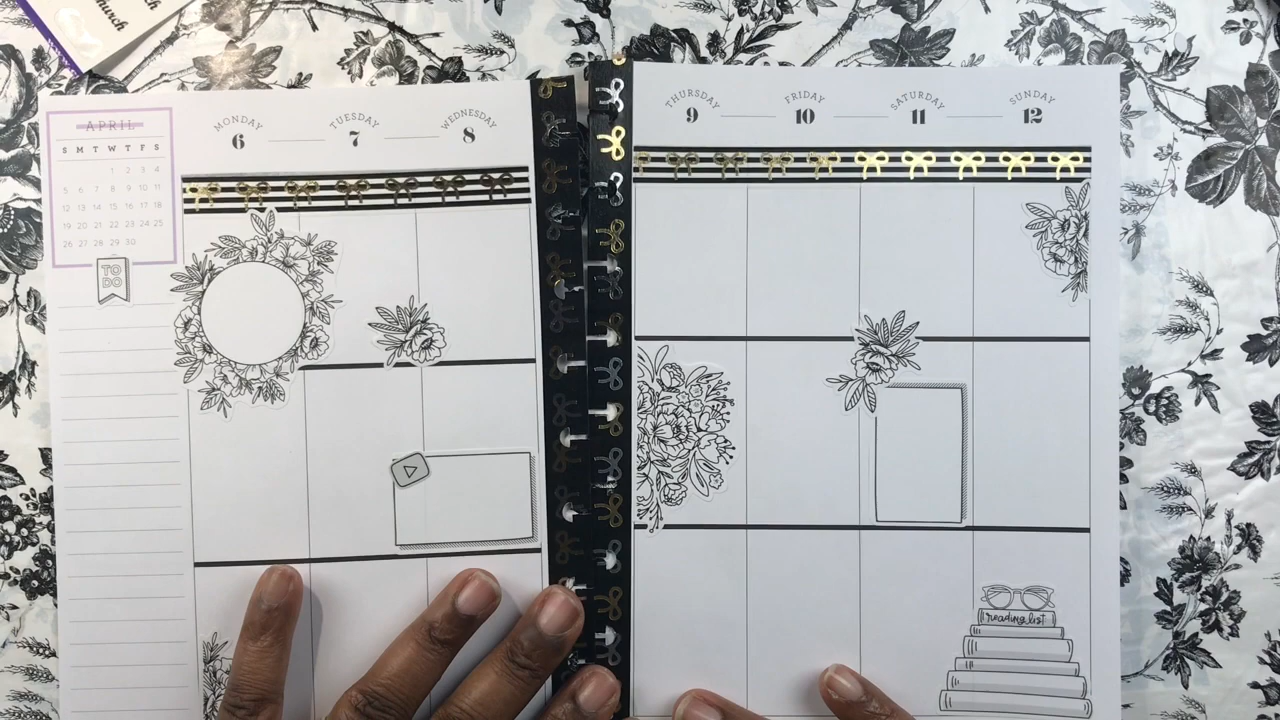 church
APRIL
S M T W T F S
1 2 3 4
5 6 7 8 9 10 11
12 13 14 15 16 17 18
19 20 21 22 23 24 25
26 27 28 29 30
TO
DO
MONDAY
6
TUESDAY
7
WEDNESDAY
8
THURSDAY
9
FRIDAY
10
SATURDAY
11
SUNDAY
12
reading list